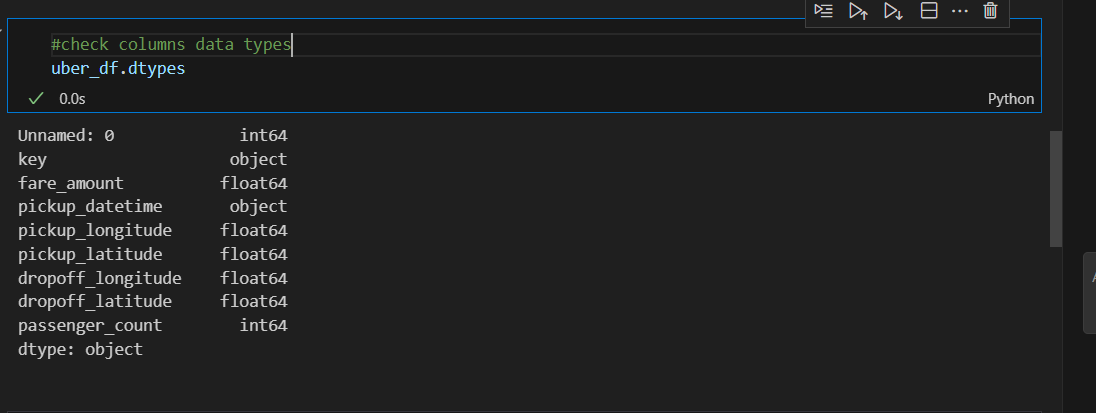 #check columns data types
uber_df.dtypes
0.0s
Python
Unnamed: 0 int64
key object
fare_amount float64
pickup_datetime object
pickup_longitude float64
pickup_latitude float64
dropoff_longitude float64
dropoff_latitude float64
passenger_count int64
dtype: object